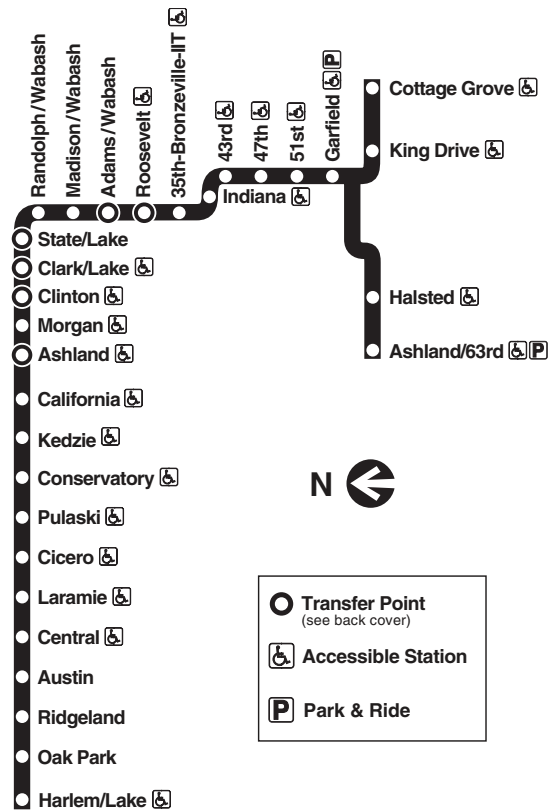 Randolph/Wabash
Madison/Wabash
Adams/Wabash
Roosevelt
35th-Bronzeville-IIT
43rd
47th
51st
Garfield P
Cottage Grove
King Drive
Indiana
State/Lake
Clark/Lake
Clinton
Morgan
Ashland
California
Kedzie
Conservatory
Pulaski
Cicero
Laramie
Central
Austin
Ridgeland
Oak Park
Harlem/Lake
Halsted
Ashland/63rd P
N
Transfer Point
(see back cover)
Accessible Station
P Park & Ride